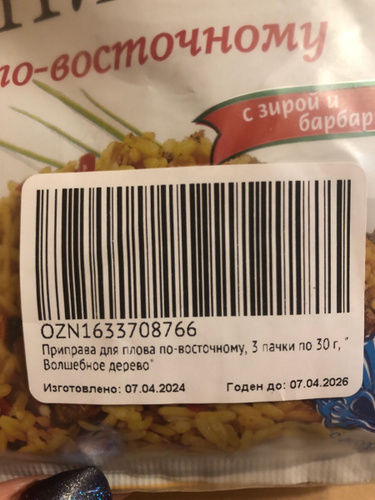 по-восточному
с зирой и
OZN1633708766
Приправа для плова по-восточному, 3 пачки по 30 г, "
Волшебное дерево"
Изготовлено: 07.04.2024 Годен до: 07.04.2026